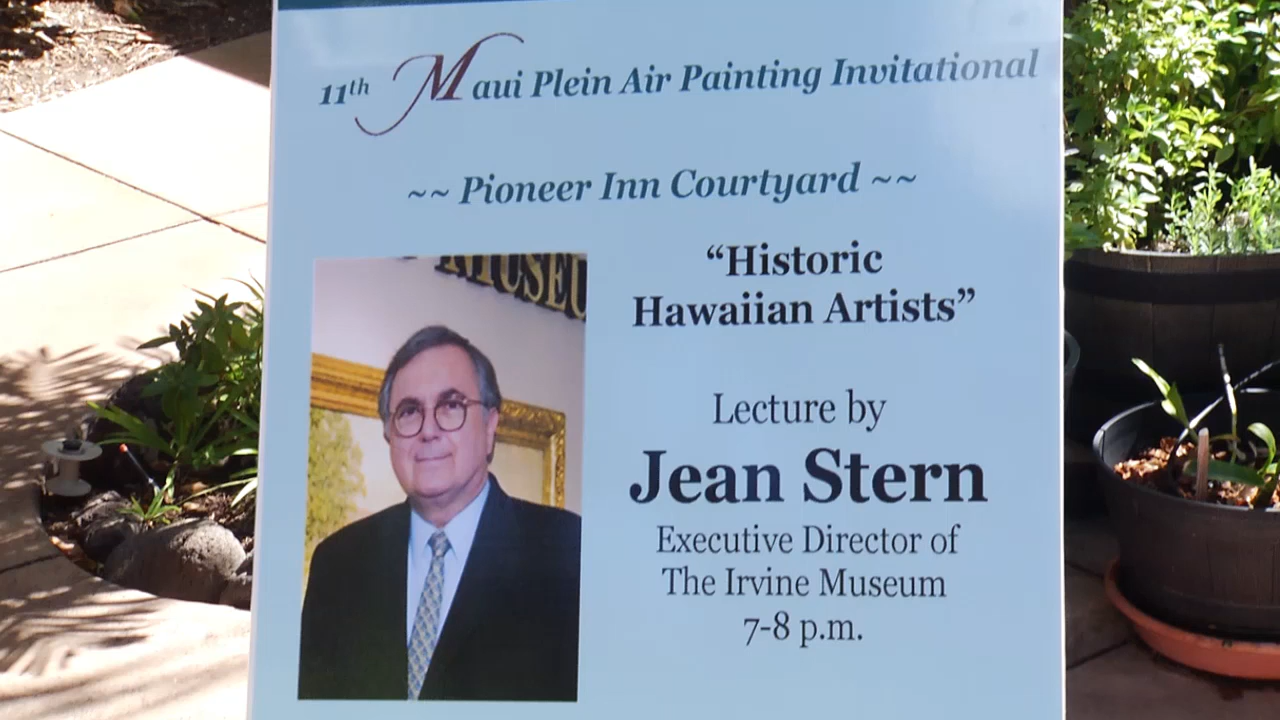 11th Maui Plein Air Painting Invitational
~~ Pioneer Inn Courtyard ~~
“Historic
Hawaiian Artists”
Lecture by
Jean Stern
Executive Director of
The Irvine Museum
7-8 p.m.